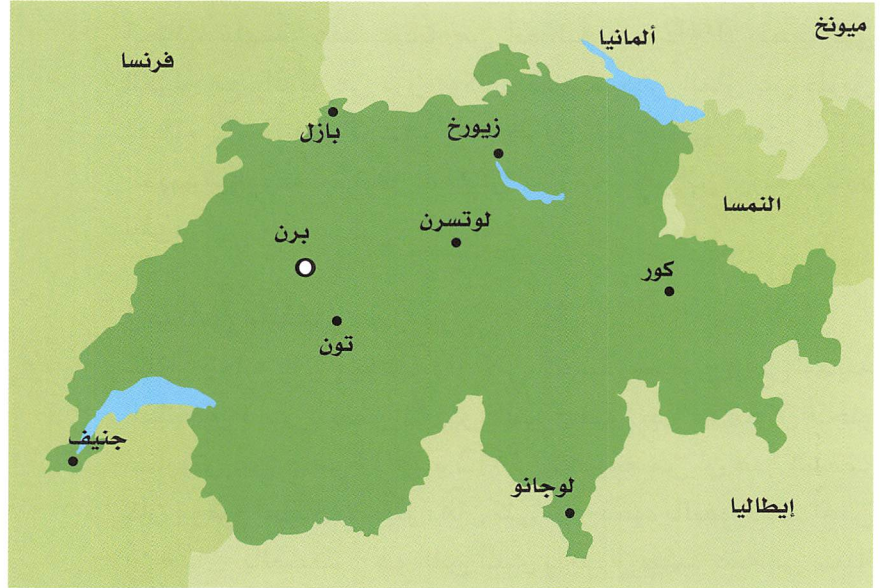 ميونخ
ألمانيا
فرنسا
بازل
زيورخ
النمسا
لوتسرن
برن
كور
تون
جنيف
لوجانو
إيطاليا